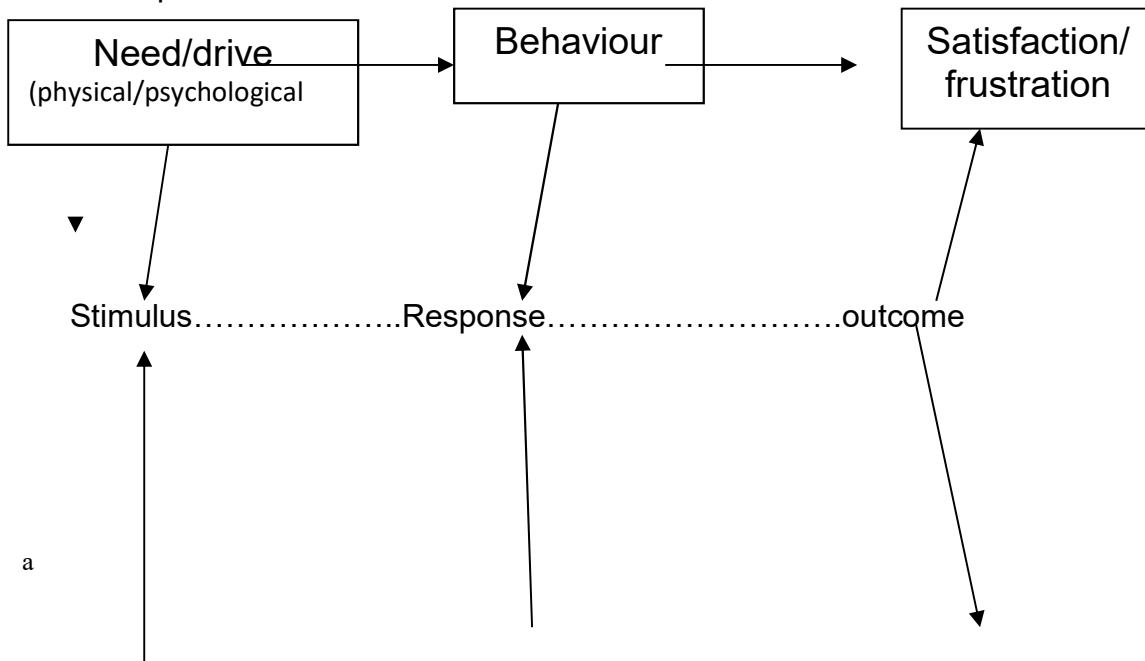 Need/drive
(physical/psychological
Behaviour
Satisfaction/
frustration
Stimulus………………..Response……………………….outcome
a